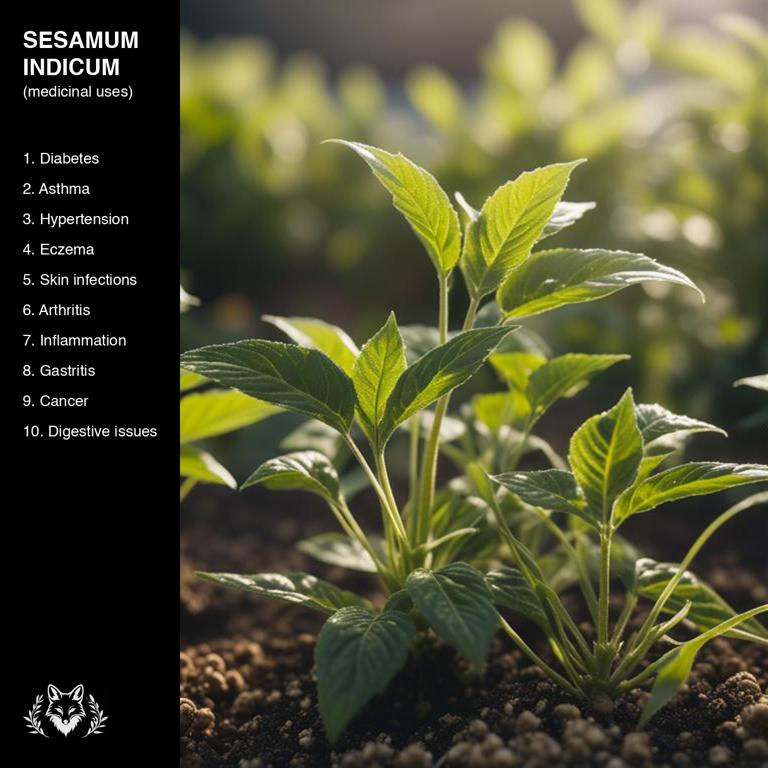 SESAMUM
INDICUM
(medicinal uses)
1. Diabetes
2. Asthma
3. Hypertension
4. Eczema
5. Skin infections
6. Arthritis
7. Inflammation
8. Gastritis
9. Cancer
10. Digestive issues